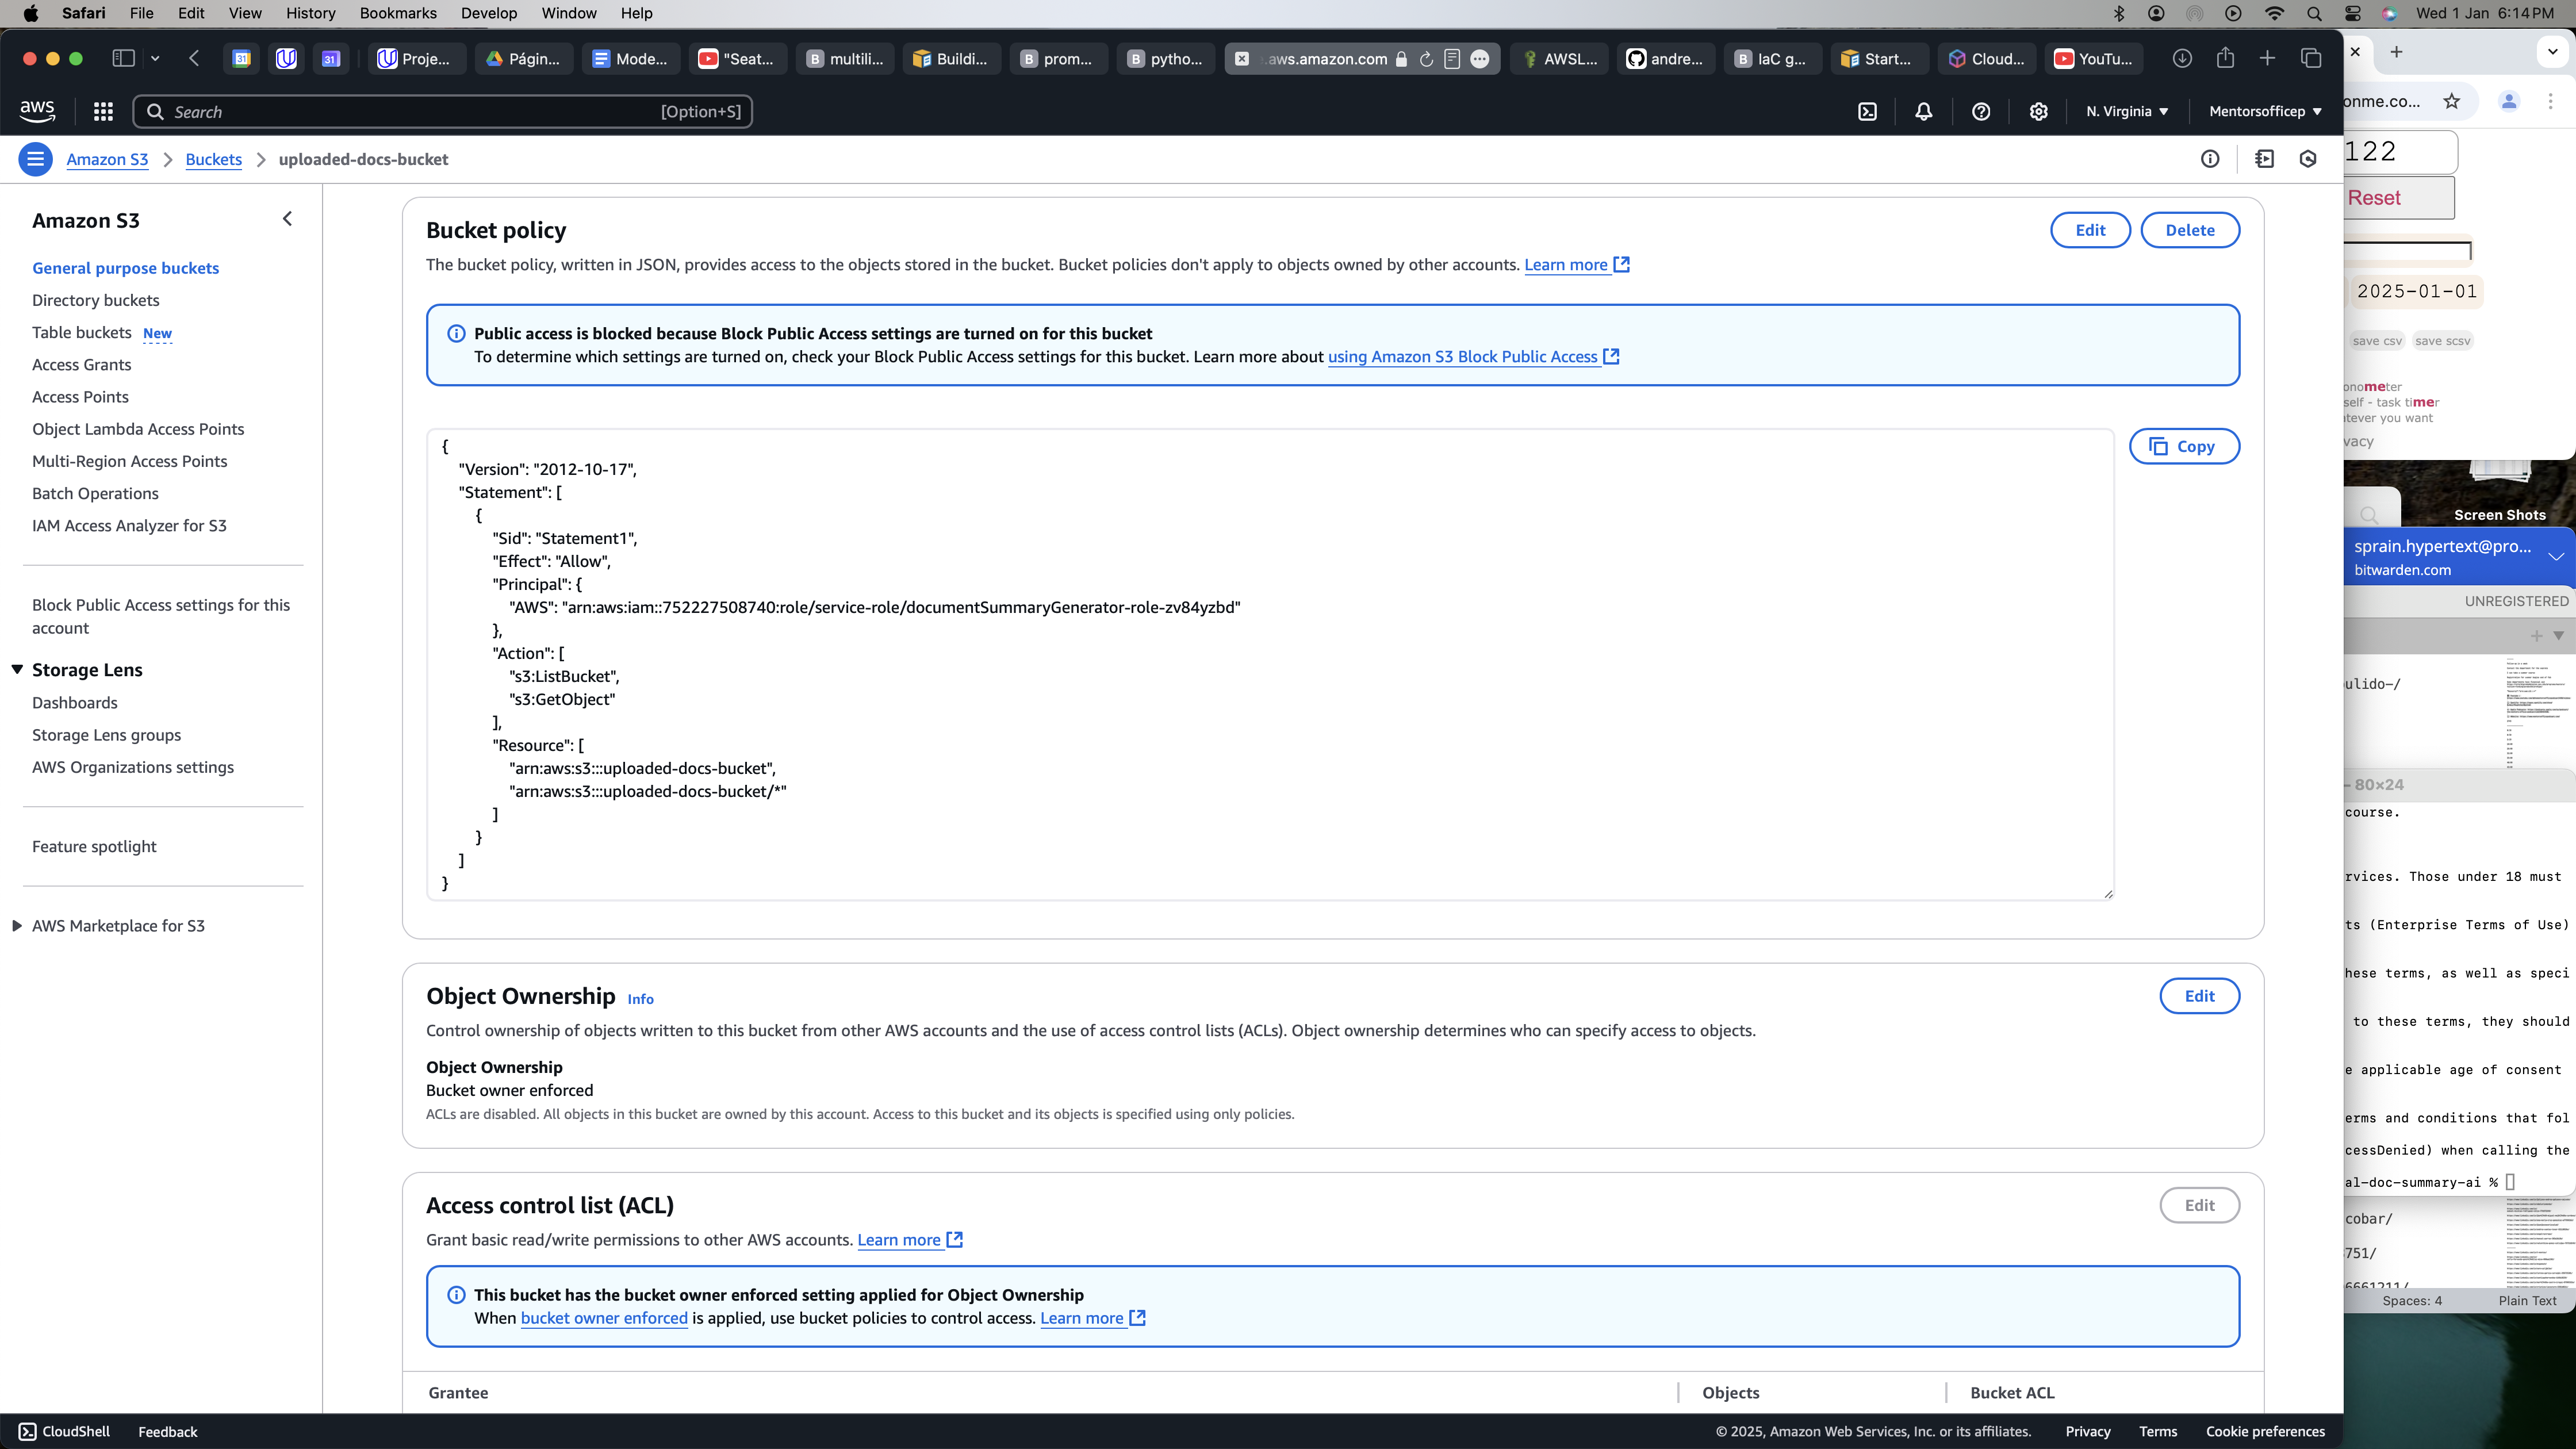 Safari File Edit View History Bookmarks Develop Window Help Wed 1 Jan 6:14 PM
31 31 Proje... Págin... Mode... "Seat... multili... Buildi... prom... pytho... .aws.amazon.com AWSL... andre... IaC g... Start... Cloud... YouTu...
aws Search [Option+S] N. Virginia Mentorsofficep
Amazon S3 Buckets uploaded-docs-bucket
Amazon S3
General purpose buckets
Directory buckets
Table buckets New
Access Grants
Access Points
Object Lambda Access Points
Multi-Region Access Points
Batch Operations
IAM Access Analyzer for S3
Block Public Access settings for this
account
Storage Lens
Dashboards
Storage Lens groups
AWS Organizations settings
Feature spotlight
AWS Marketplace for S3
Bucket policy
Edit Delete
The bucket policy, written in JSON, provides access to the objects stored in the bucket. Bucket policies don't apply to objects owned by other accounts. Learn more
Public access is blocked because Block Public Access settings are turned on for this bucket
To determine which settings are turned on, check your Block Public Access settings for this bucket. Learn more about using Amazon S3 Block Public Access
Copy
{
"Version": "2012-10-17",
"Statement": [
{
"Sid": "Statement1",
"Effect": "Allow",
"Principal": {
"AWS": "arn:aws:iam::752227508740:role/service-role/documentSummaryGenerator-role-zv84yzbd"
},
"Action": [
"s3:ListBucket",
"s3:GetObject"
],
"Resource": [
"arn:aws:s3:::uploaded-docs-bucket",
"arn:aws:s3:::uploaded-docs-bucket/*"
]
}
]
}
Object Ownership Info
Edit
Control ownership of objects written to this bucket from other AWS accounts and the use of access control lists (ACLs). Object ownership determines who can specify access to objects.
Object Ownership
Bucket owner enforced
ACLs are disabled. All objects in this bucket are owned by this account. Access to this bucket and its objects is specified using only policies.
Access control list (ACL)
Edit
Grant basic read/write permissions to other AWS accounts. Learn more
This bucket has the bucket owner enforced setting applied for Object Ownership
When bucket owner enforced is applied, use bucket policies to control access. Learn more
Grantee Objects Bucket ACL
CloudShell Feedback © 2025, Amazon Web Services, Inc. or its affiliates. Privacy Terms Cookie preferences
onme.co...
122
Reset
2025-01-01
save csv save scsv
onometer
self - task timer
atever you want
vacy
Screen Shots
sprain.hypertext@pro...
bitwarden.com
UNREGISTERED
ulido-/
- 80×24
course.
rvices. Those under 18 must
ts (Enterprise Terms of Use)
hese terms, as well as speci
to these terms, they should
e applicable age of consent
erms and conditions that fol
cessDenied) when calling the
al-doc-summary-ai %
cobar/
751/
6661211/
Spaces: 4 Plain Text